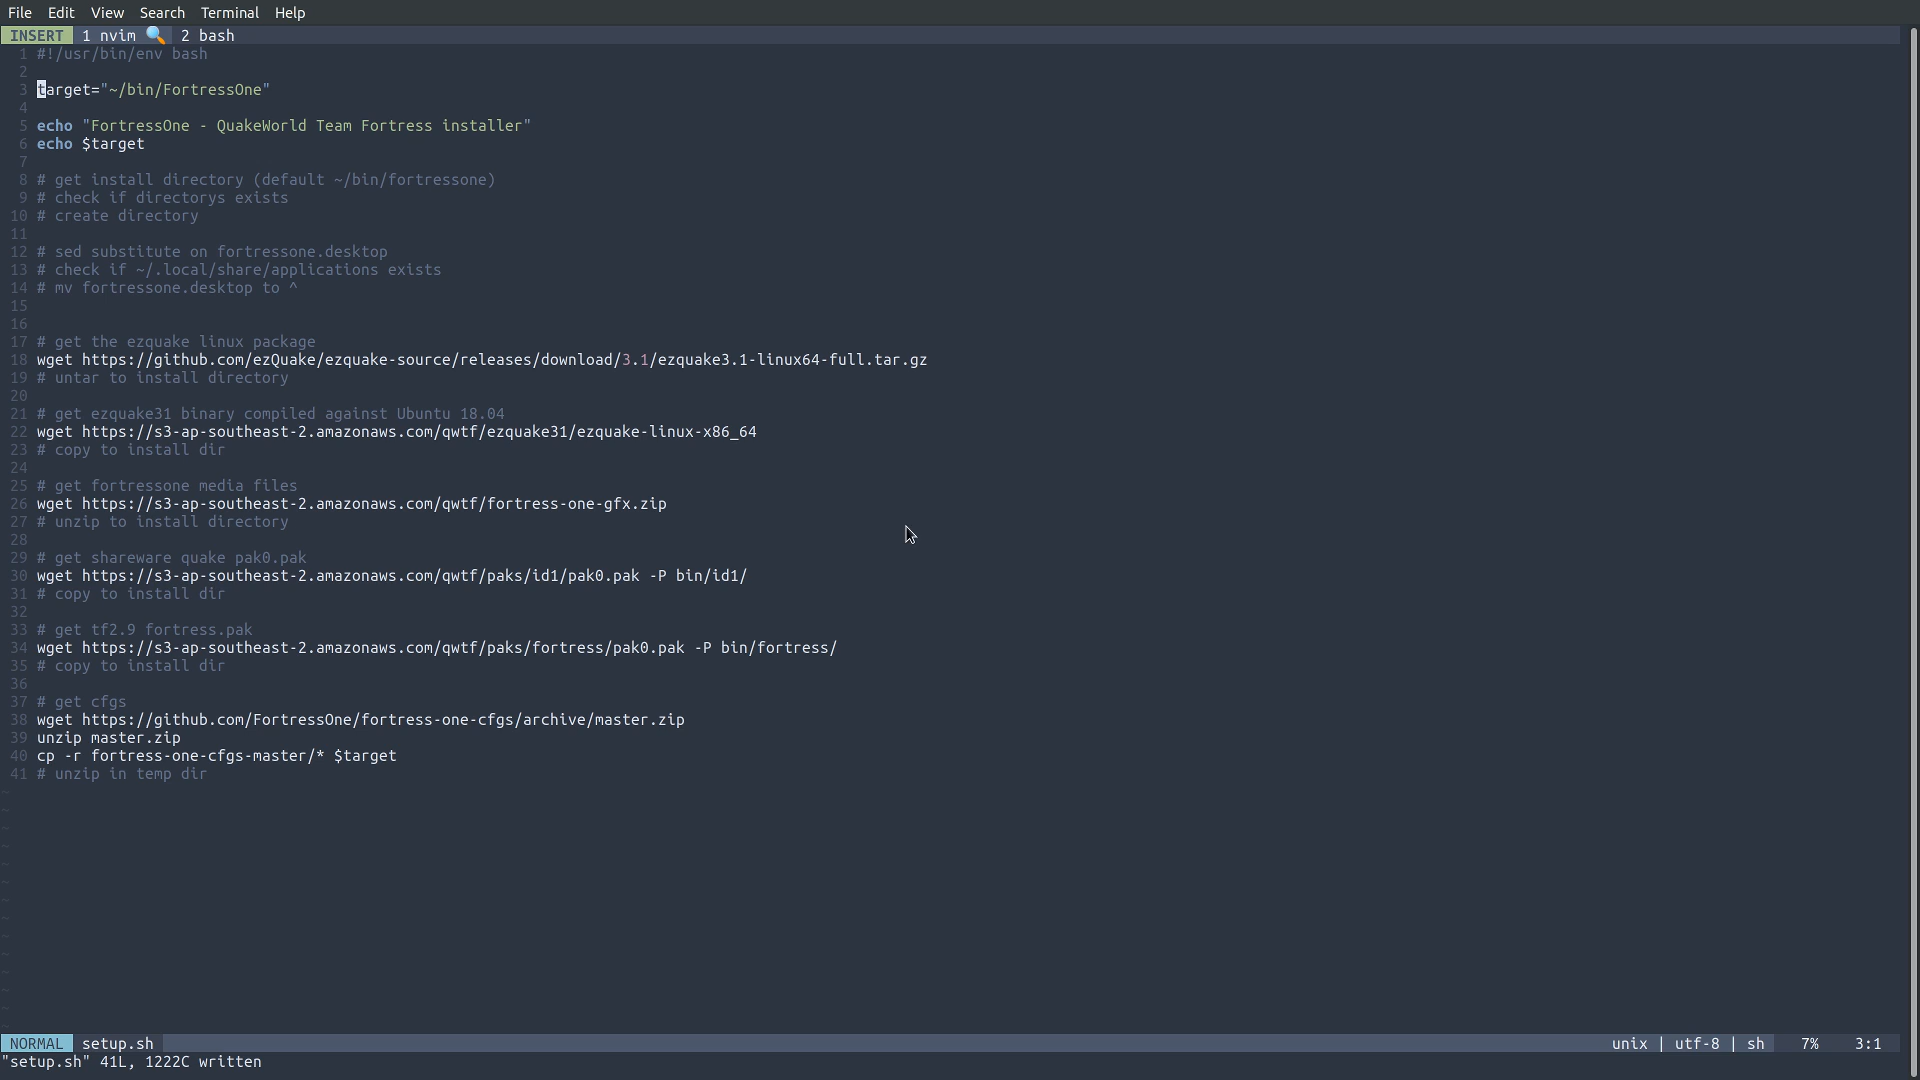 File Edit View Search Terminal Help
INSERT 1 nvim 🔍 2 bash
1 #!/usr/bin/env bash
2
3 target="~/bin/FortressOne"
4
5 echo "FortressOne - QuakeWorld Team Fortress installer"
6 echo $target
7
8 # get install directory (default ~/bin/fortressone)
9 # check if directorys exists
10 # create directory
11
12 # sed substitute on fortressone.desktop
13 # check if ~/.local/share/applications exists
14 # mv fortressone.desktop to ^
15
16
17 # get the ezquake linux package
18 wget https://github.com/ezQuake/ezquake-source/releases/download/3.1/ezquake3.1-linux64-full.tar.gz
19 # untar to install directory
20
21 # get ezquake31 binary compiled against Ubuntu 18.04
22 wget https://s3-ap-southeast-2.amazonaws.com/qwtf/ezquake31/ezquake-linux-x86_64
23 # copy to install dir
24
25 # get fortressone media files
26 wget https://s3-ap-southeast-2.amazonaws.com/qwtf/fortress-one-gfx.zip
27 # unzip to install directory
28
29 # get shareware quake pak0.pak
30 wget https://s3-ap-southeast-2.amazonaws.com/qwtf/paks/id1/pak0.pak -P bin/id1/
31 # copy to install dir
32
33 # get tf2.9 fortress.pak
34 wget https://s3-ap-southeast-2.amazonaws.com/qwtf/paks/fortress/pak0.pak -P bin/fortress/
35 # copy to install dir
36
37 # get cfgs
38 wget https://github.com/FortressOne/fortress-one-cfgs/archive/master.zip
39 unzip master.zip
40 cp -r fortress-one-cfgs-master/* $target
41 # unzip in temp dir
~
~
~
~
~
~
~
~
~
~
~
~
~
~
NORMAL setup.sh unix | utf-8 | sh 7% 3:1
"setup.sh" 41L, 1222C written